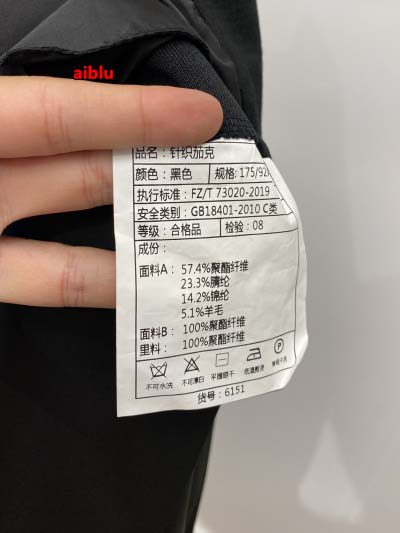 aiblu
品名：针织茄克
颜色：黑色 规格：175/92
执行标准：FZ/T 73020-2019
安全类别：GB18401-2010 C类
等级：合格品 检验：08
成份：
面料A：57.4%聚酯纤维
23.3%腈纶
14.2%锦纶
5.1%羊毛
面料B：100%聚酯纤维
里料：100%聚酯纤维
不可水洗 不可漂白 平摊晾干 低温熨烫 常规干洗
货号：6151